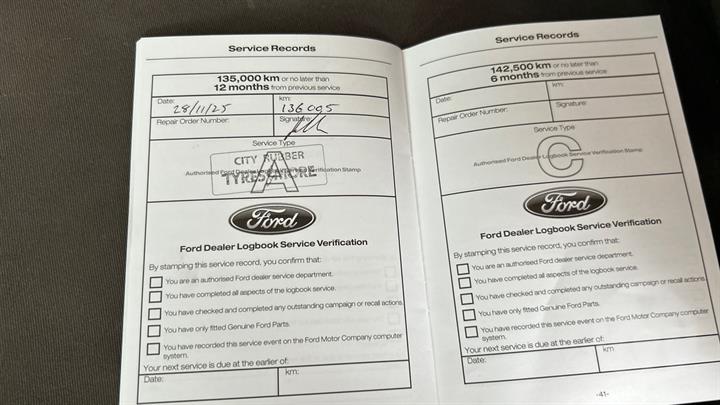 Service Records
135,000 km or no later than
12 months from previous service
Date:
28/11/25
km:
136005
Repair Order Number:
Signature:
Service Type
A
Authorised Ford Dealer Logbook Service Verification Stamp
CITY RUBBER
TYRES
Ford
Ford Dealer Logbook Service Verification
By stamping this service record, you confirm that:
You are an authorised Ford dealer service department.
You have completed all aspects of the logbook service.
You have checked and completed any outstanding campaign or recall actions.
You have only fitted Genuine Ford Parts.
You have recorded this service event on the Ford Motor Company computer
system.
Your next service is due at the earlier of:
Date:
km:
Service Records
142,500 km or no later than
6 months from previous service
Date:
km:
Repair Order Number:
Signature:
Service Type
C
Authorised Ford Dealer Logbook Service Verification Stamp
Ford
Ford Dealer Logbook Service Verification
By stamping this service record, you confirm that:
You are an authorised Ford dealer service department.
You have completed all aspects of the logbook service.
You have checked and completed any outstanding campaign or recall actions.
You have only fitted Genuine Ford Parts.
You have recorded this service event on the Ford Motor Company computer
system.
Your next service is due at the earlier of:
Date:
km
-41-